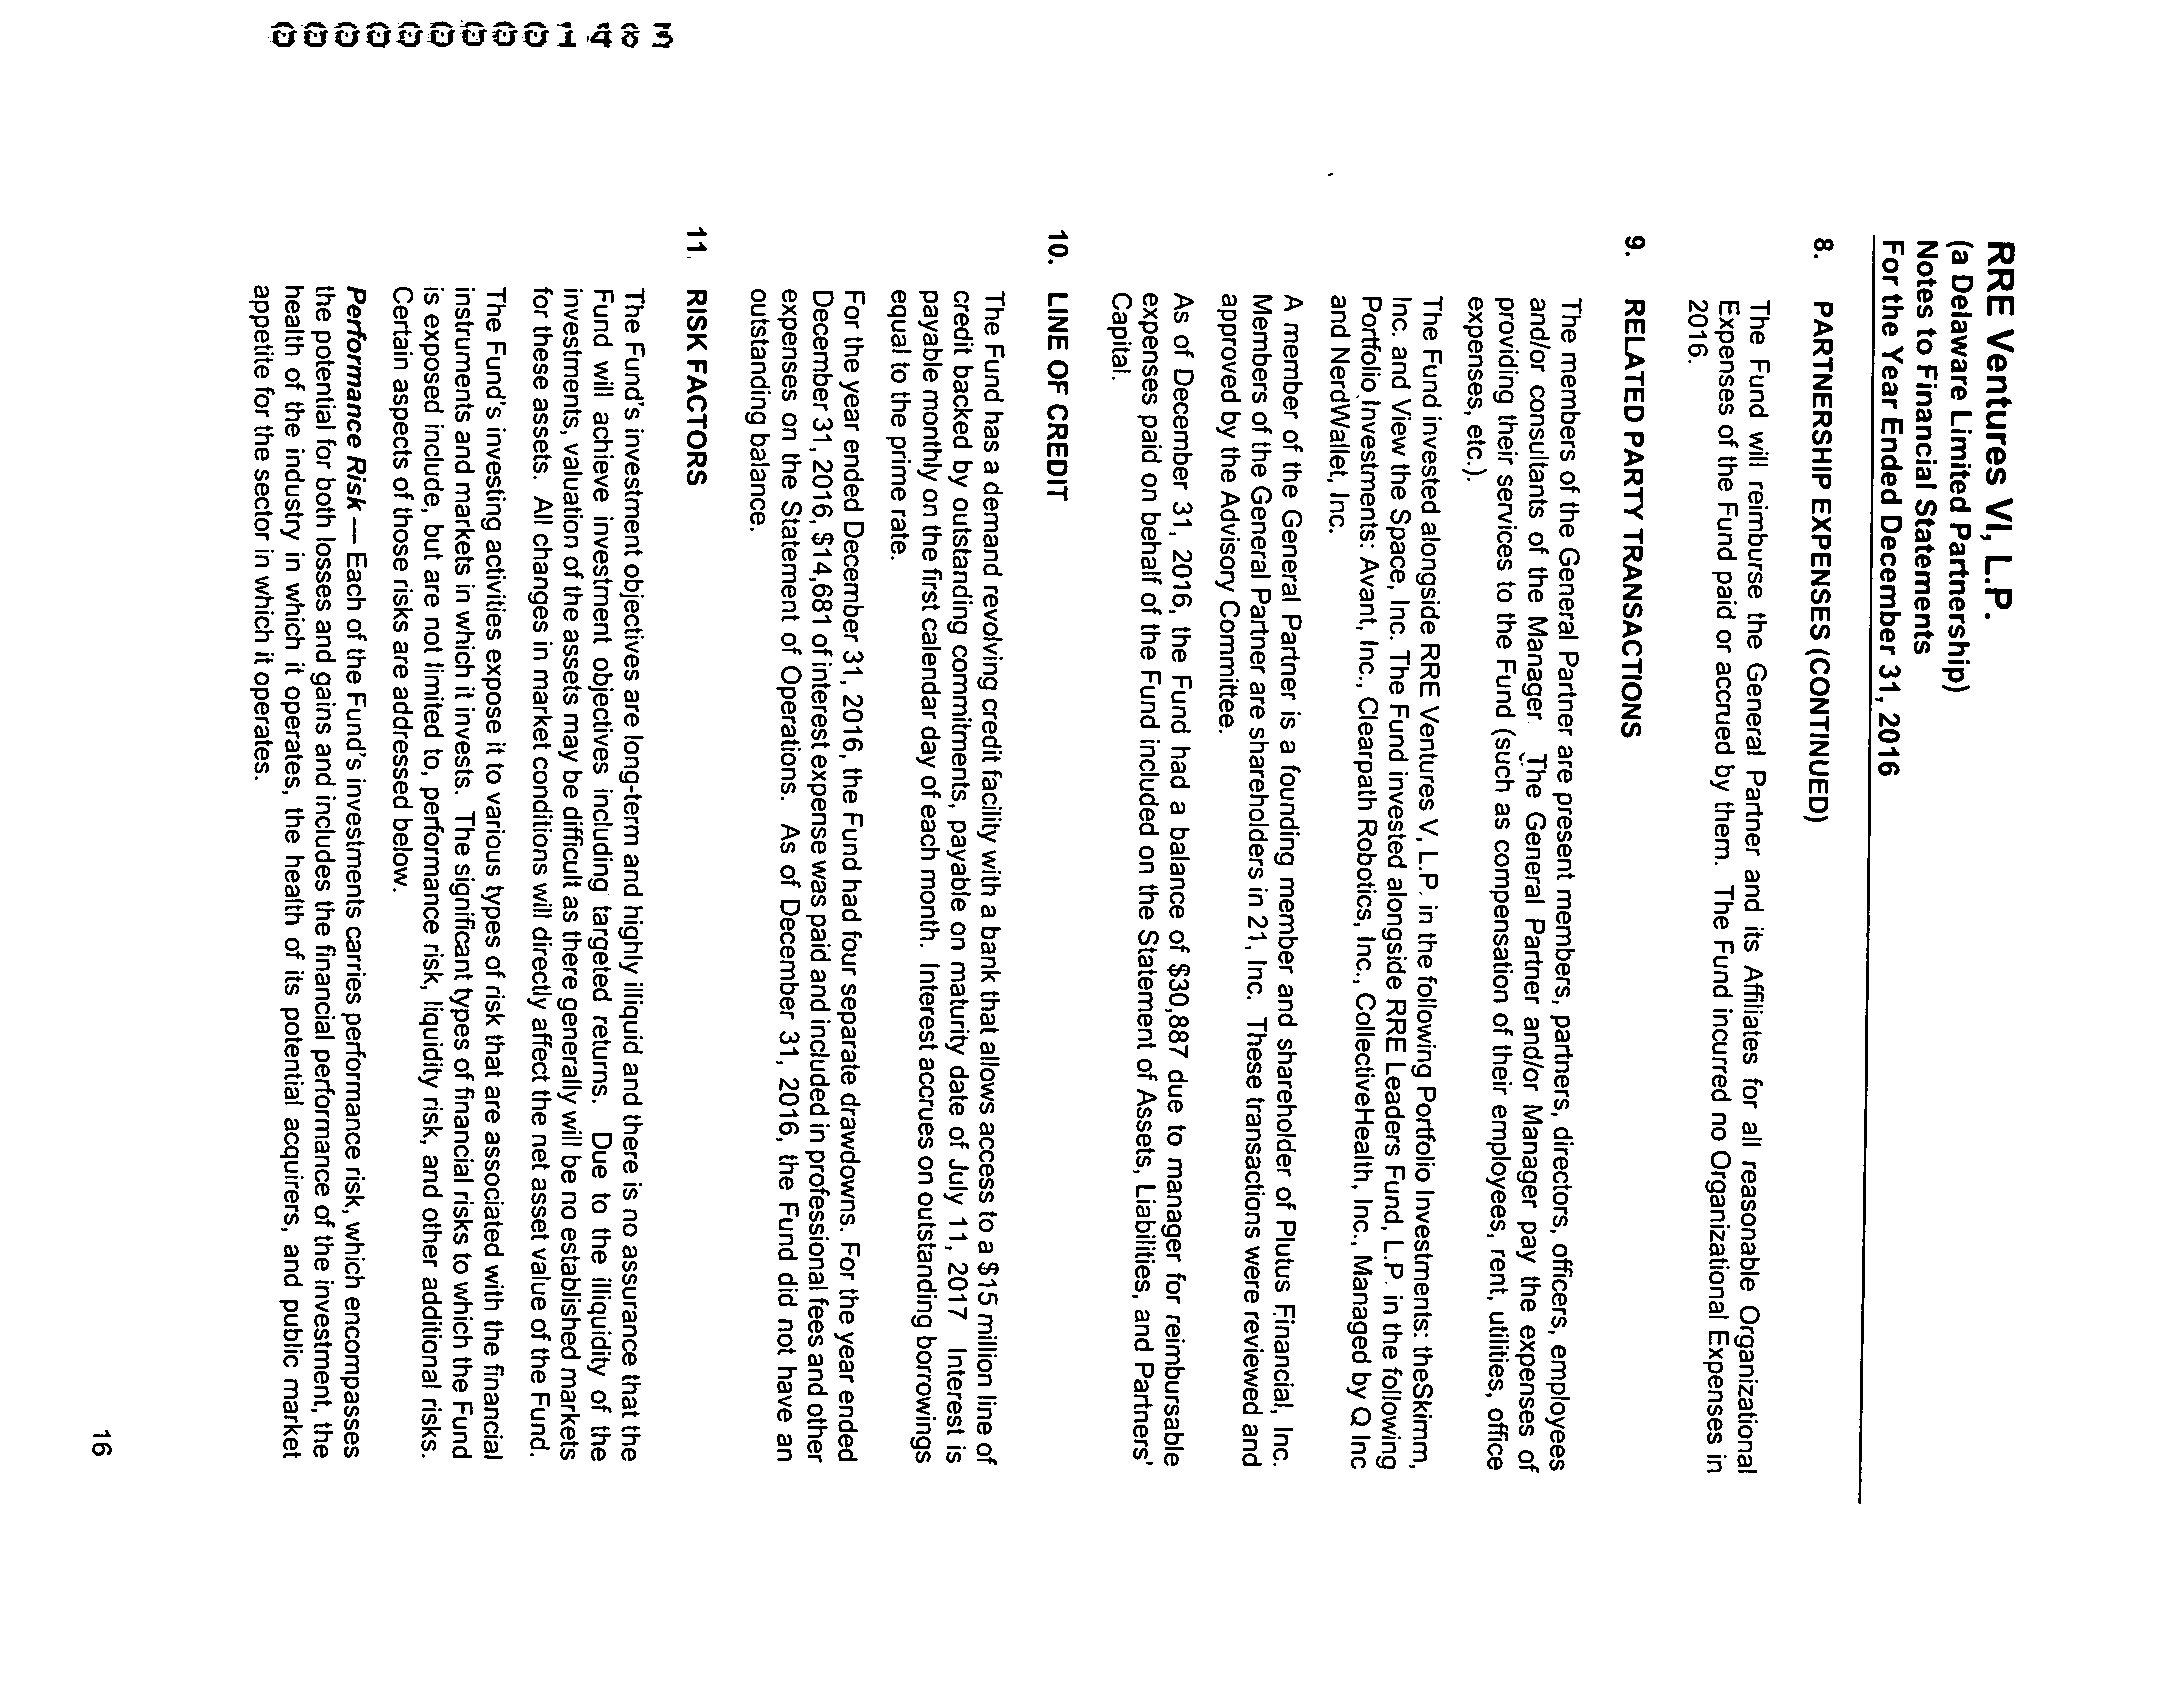 RRE Ventures VI, L.P.
(a Delaware Limited Partnership)
Notes to Financial Statements
For the Year Ended December 31, 2016
8. PARTNERSHIP EXPENSES (CONTINUED)
The Fund will reimburse the General Partner and its Affiliates for all reasonable Organizational
Expenses of the Fund paid or accrued by them. The Fund incurred no Organizational Expenses in
2016.
9. RELATED PARTY TRANSACTIONS
The members of the General Partner are present members, partners, directors, officers, employees
and/or consultants of the Manager. The General Partner and/or Manager pay the expenses of
providing their services to the Fund (such as compensation of their employees, rent, utilities, office
expenses, etc.).
The Fund invested alongside RRE Ventures V, L.P. in the following Portfolio Investments: theSkimm,
Inc. and View the Space, Inc. The Fund invested alongside RRE Leaders Fund, L.P. in the following
Portfolio Investments: Avant, Inc., Clearpath Robotics, Inc., CollectiveHealth, Inc., Managed by Q Inc
and NerdWallet, Inc.
A member of the General Partner is a founding member and shareholder of Plutus Financial, Inc.
Members of the General Partner are shareholders in 21, Inc. These transactions were reviewed and
approved by the Advisory Committee.
As of December 31, 2016, the Fund had a balance of $30,887 due to manager for reimbursable
expenses paid on behalf of the Fund included on the Statement of Assets, Liabilities, and Partners'
Capital.
10. LINE OF CREDIT
The Fund has a demand revolving credit facility with a bank that allows access to a $15 million line of
credit backed by outstanding commitments, payable on maturity date of July 11, 2017 Interest is
payable monthly on the first calendar day of each month. Interest accrues on outstanding borrowings
equal to the prime rate.
For the year ended December 31, 2016, the Fund had four separate drawdowns. For the year ended
December 31, 2016, $14,681 of interest expense was paid and included in professional fees and other
expenses on the Statement of Operations. As of December 31, 2016, the Fund did not have an
outstanding balance.
11. RISK FACTORS
The Fund's investment objectives are long-term and highly illiquid and there is no assurance that the
Fund will achieve investment objectives including targeted returns. Due to the illiquidity of the
investments, valuation of the assets may be difficult as there generally will be no established markets
for these assets. All changes in market conditions will directly affect the net asset value of the Fund.
The Fund's investing activities expose it to various types of risk that are associated with the financial
instruments and markets in which it invests. The significant types of financial risks to which the Fund
is exposed include, but are not limited to, performance risk, liquidity risk, and other additional risks.
Certain aspects of those risks are addressed below.
Performance Risk — Each of the Fund's investments carries performance risk, which encompasses
the potential for both losses and gains and includes the financial performance of the investment, the
health of the industry in which it operates, the health of its potential acquirers, and public market
appetite for the sector in which it operates.
16